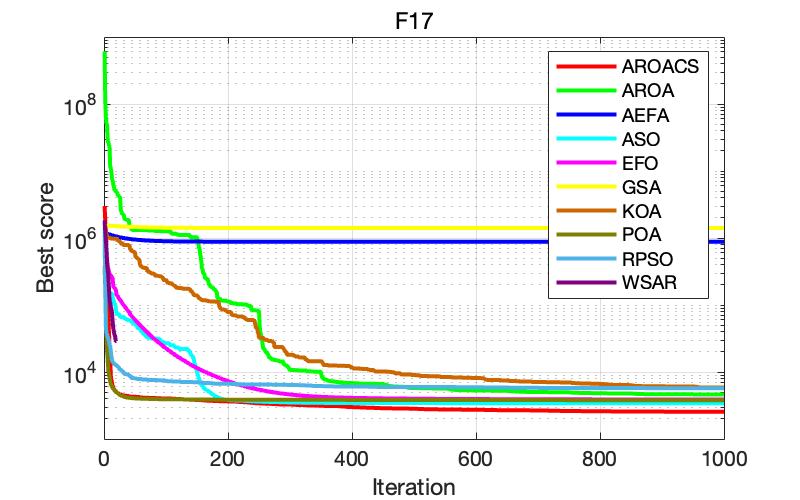 F17
Best score
10^8
10^6
10^4
AROACS
AROA
AEFA
ASO
EFO
GSA
KOA
POA
RPSO
WSAR
0 200 400 600 800 1000
Iteration